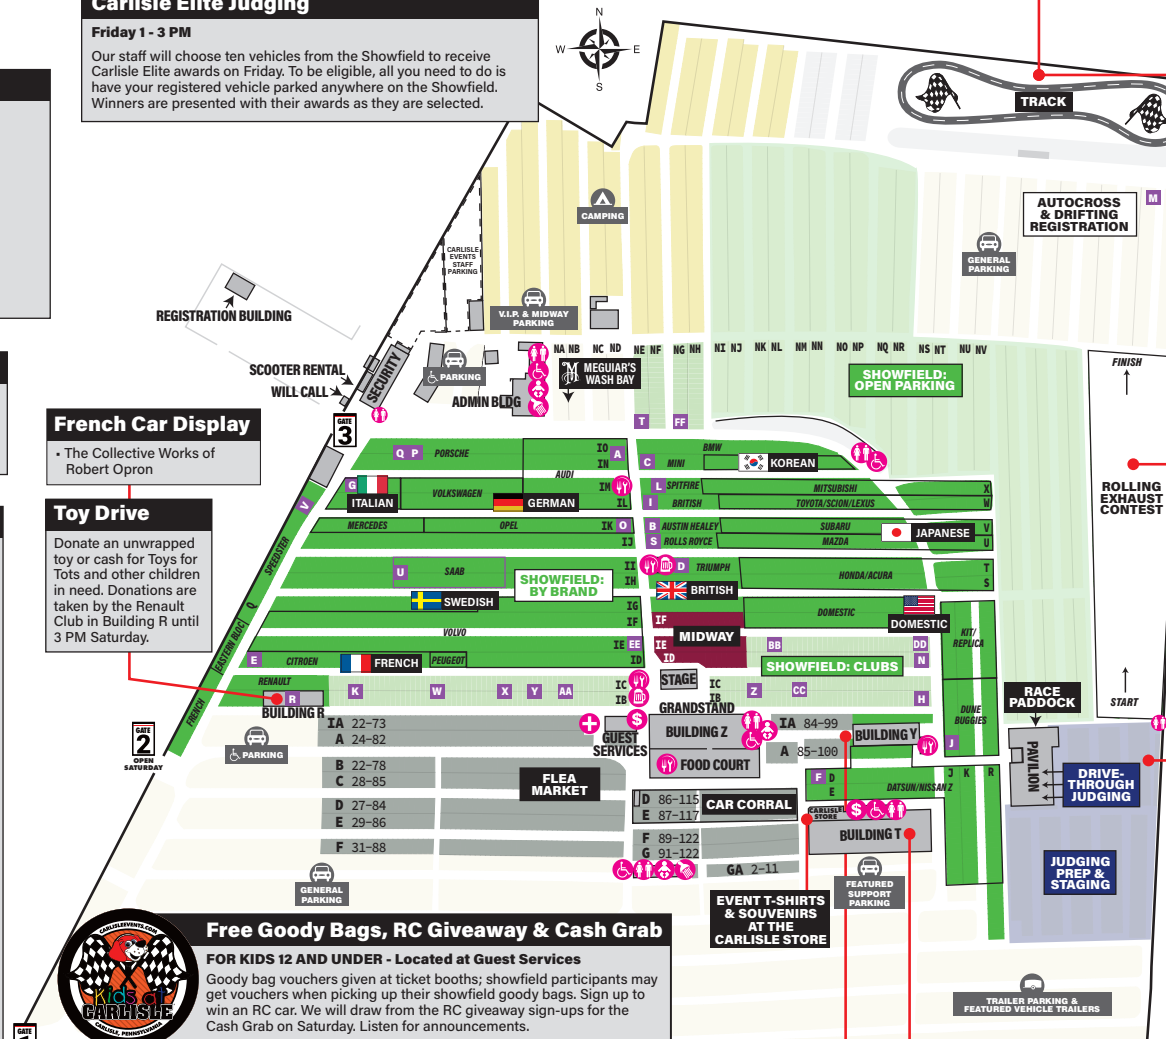 Carlisle Elite Judging
Friday 1 - 3 PM
Our staff will choose ten vehicles from the Showfield to receive
Carlisle Elite awards on Friday. To be eligible, all you need to do is
have your registered vehicle parked anywhere on the Showfield.
Winners are presented with their awards as they are selected.
N
W
E
S
TRACK
AUTOCROSS
& DRIFTING
REGISTRATION
M
CAMPING
GENERAL
PARKING
CARLISLE
EVENTS
STAFF
PARKING
V.I.P. & MIDWAY
PARKING
REGISTRATION BUILDING
SCOOTER RENTAL
WILL CALL
SECURITY
PARKING
ADMIN BLDG
MEGUIAR'S
WASH BAY
NA NB NC ND NE NF NG NH NI NJ NK NL NM NN NO NP NQ NR NS NT NU NV
SHOWFIELD:
OPEN PARKING
FINISH
ROLLING
EXHAUST
CONTEST
START
GATE
3
French Car Display
• The Collective Works of
Robert Opron
Toy Drive
Donate an unwrapped
toy or cash for Toys for
Tots and other children
in need. Donations are
taken by the Renault
Club in Building R until
3 PM Saturday.
T
FF
Q P PORSCHE
IO
IN
A
AUDI
C MINI
BMW
KOREAN
G
ITALIAN
VOLKSWAGEN
GERMAN
IM
IL
L SPITFIRE
MITSUBISHI
X
I BRITISH
TOYOTA/SCION/LEXUS
W
V
SPEEDSTER
MERCEDES
OPEL
IK O
IJ
B AUSTIN HEALEY
SUBARU
JAPANESE
V
S ROLLS ROYCE
MAZDA
U
U
SAAB
SHOWFIELD:
BY BRAND
II
IH
D TRIUMPH
HONDA/ACURA
T
S
BRITISH
Q
SWEDISH
IG
IF
IF
DOMESTIC
DOMESTIC
MIDWAY
VOLVO
EASTERN BLOC
IE EE
ID
IE
ID
BB
DD
N
KIT/
REPLICA
E
CITROEN
FRENCH
PEUGEOT
SHOWFIELD: CLUBS
RENAULT
FRENCH
R
BUILDING R
K
W
X
Y
AA
IC
IB
STAGE
IC
IB
Z
CC
H
RACE
PADDOCK
DUNE
BUGGIES
GRANDSTAND
GATE
2
OPEN
SATURDAY
PARKING
IA 22-73
A 24-82
B 22-78
C 28-85
D 27-84
E 29-86
F 31-88
FLEA
MARKET
GUEST
SERVICES
BUILDING Z
FOOD COURT
IA 84-99
A 85-100
BUILDING Y
J
PAVILION
DRIVE-
THROUGH
JUDGING
F D
E
DATSUN/NISSAN Z
J K R
D 86-115
E 87-117
CAR CORRAL
CARLISLE
STORE
BUILDING T
F 89-122
G 91-122
GA 2-11
JUDGING
PREP &
STAGING
GENERAL
PARKING
FEATURED
SUPPORT
PARKING
EVENT T-SHIRTS
& SOUVENIRS
AT THE
CARLISLE STORE
CARLISLEEVENTS.COM
Kids at
CARLISLE
CARLISLE, PENNSYLVANIA
Free Goody Bags, RC Giveaway & Cash Grab
FOR KIDS 12 AND UNDER - Located at Guest Services
Goody bag vouchers given at ticket booths; showfield participants may
get vouchers when picking up their showfield goody bags. Sign up to
win an RC car. We will draw from the RC giveaway sign-ups for the
Cash Grab on Saturday. Listen for announcements.
TRAILER PARKING &
FEATURED VEHICLE TRAILERS
GATE